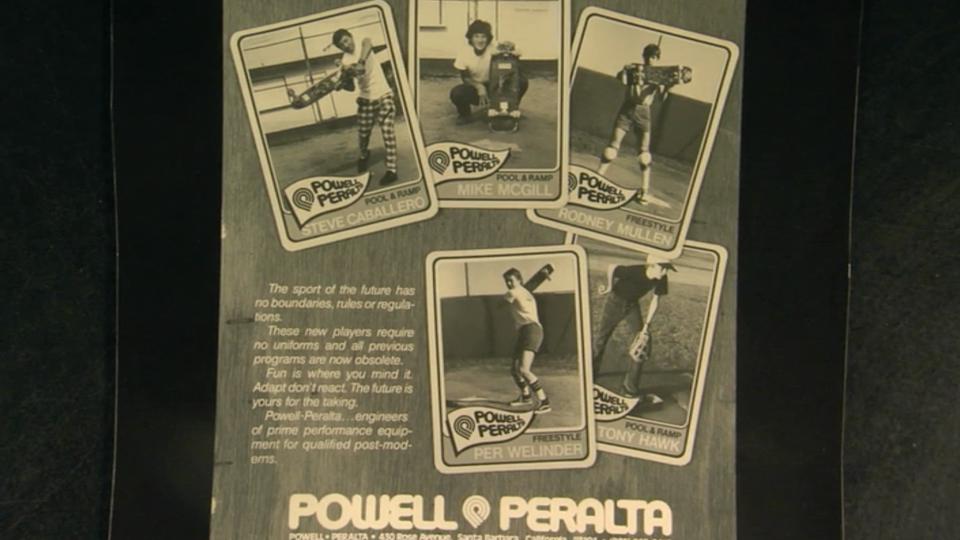 POWELL
PERALTA
POOL & RAMP
STEVE CABALLERO
POWELL
PERALTA
POOL & RAMP
MIKE MCGILL
POWELL
PERALTA
FREESTYLE
RODNEY MULLEN
The sport of the future has
no boundaries, rules or regula-
tions.
These new players require
no uniforms and all previous
programs are now obsolete.
Fun is where you mind it.
Adapt don't react. The future is
yours for the taking.
Powell-Peralta...engineers
of prime performance equip-
ment for qualified post-mod-
erns.
POWELL
PERALTA
FREESTYLE
PER WELINDER
POWELL
PERALTA
POOL & RAMP
TONY HAWK
POWELL PERALTA
POWELL • PERALTA • 430 Rose Avenue, Santa Barbara, California